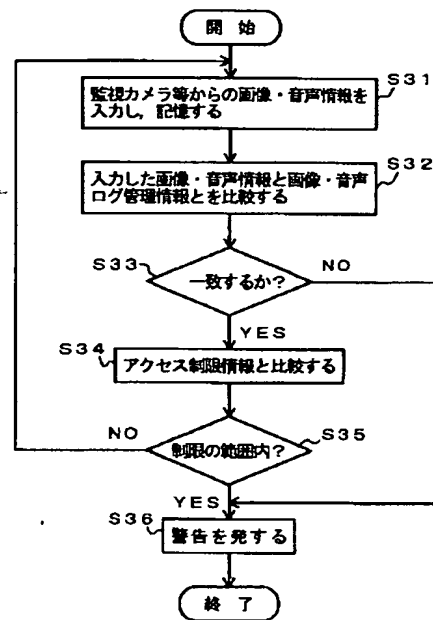 開始
S31
監視カメラ等からの画像・音声情報を
入力し,記憶する
S32
入力した画像・音声情報と画像・音声
ログ管理情報とを比較する
S33
一致するか?
NO
YES
S34
アクセス制限情報と比較する
NO
制限の範囲内?
S35
YES
S36
警告を発する
終了